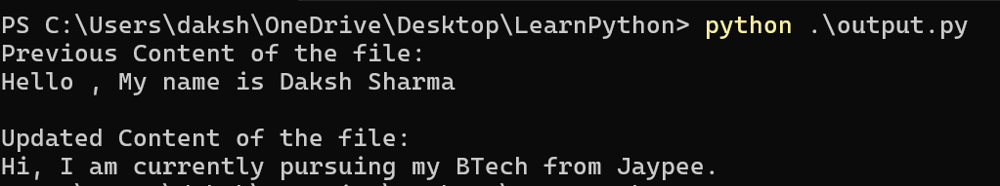 PS C:\Users\daksh\OneDrive\Desktop\LearnPython> python .\output.py
Previous Content of the file:
Hello , My name is Daksh Sharma
Updated Content of the file:
Hi, I am currently pursuing my BTech from Jaypee.